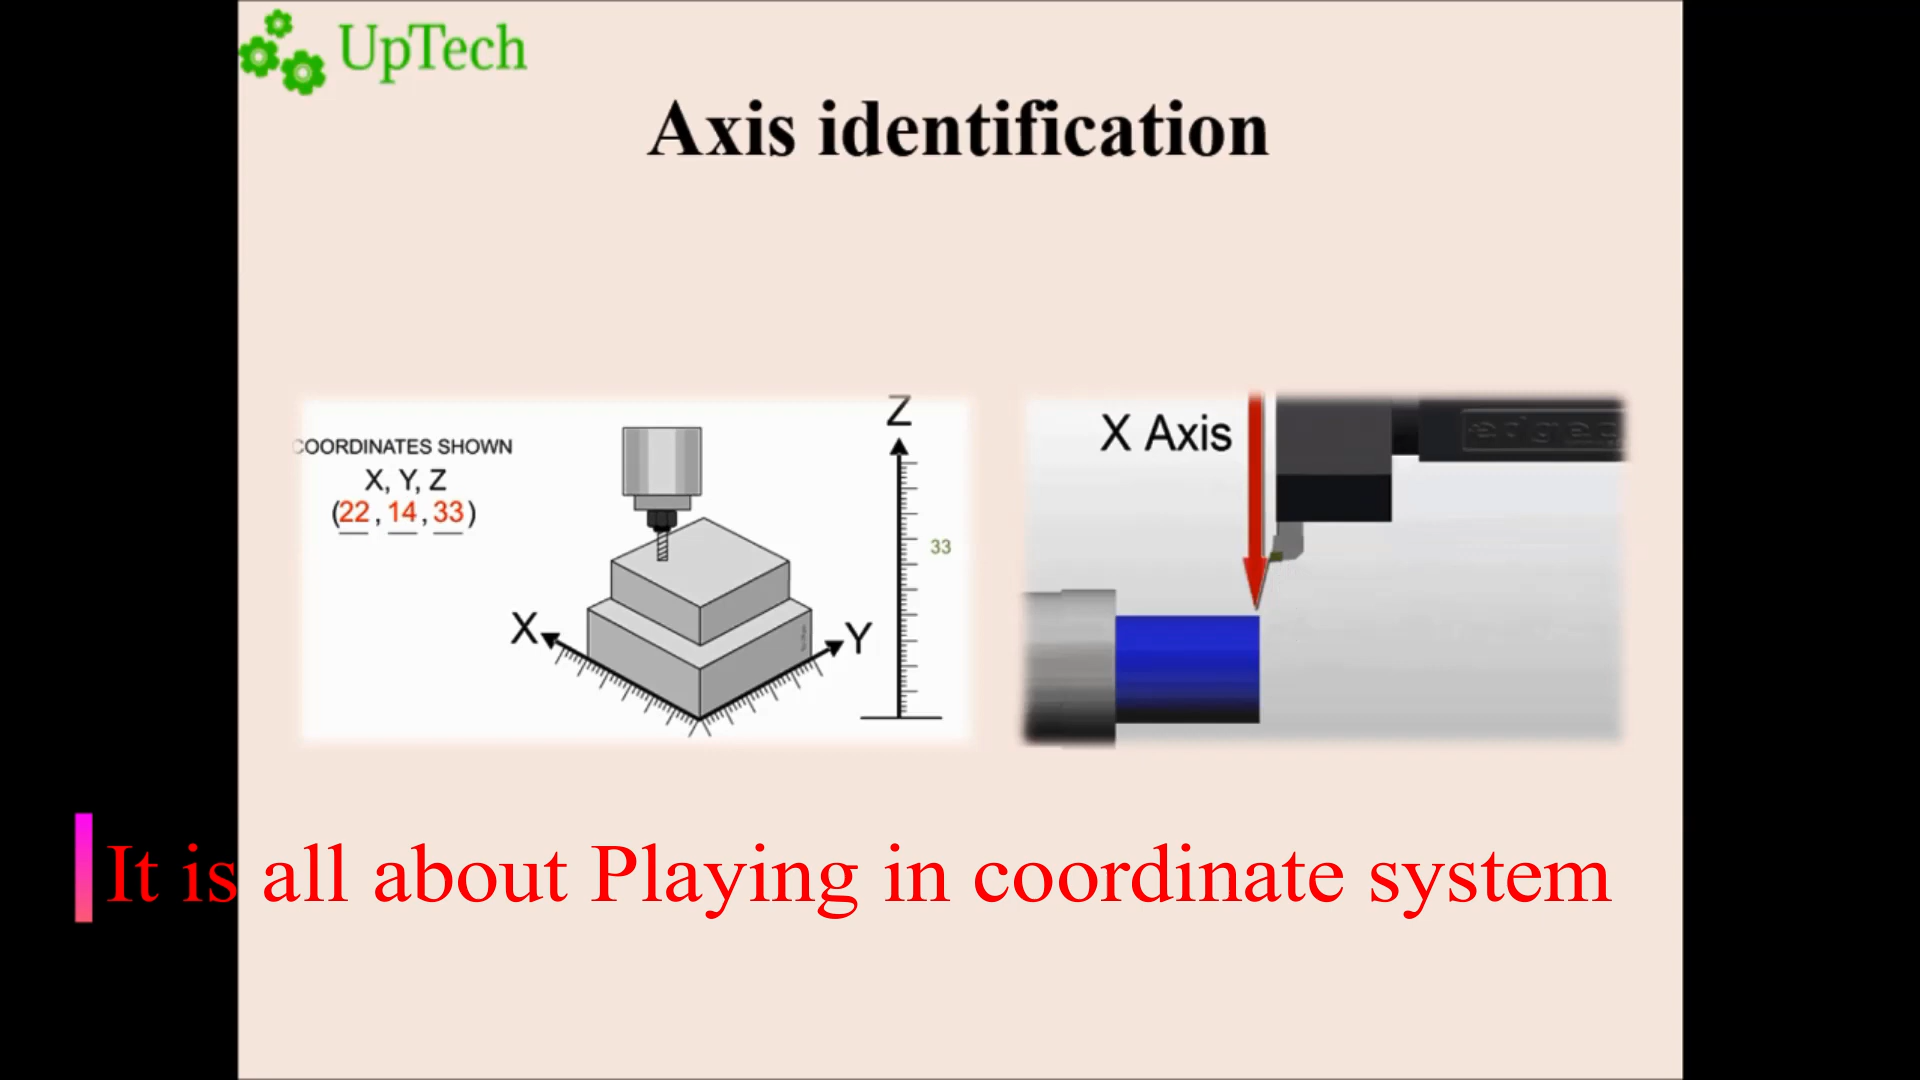 UpTech
Axis identification
COORDINATES SHOWN
X, Y, Z
(22, 14, 33)
Z
33
X
Y
X Axis
It is all about Playing in coordinate system